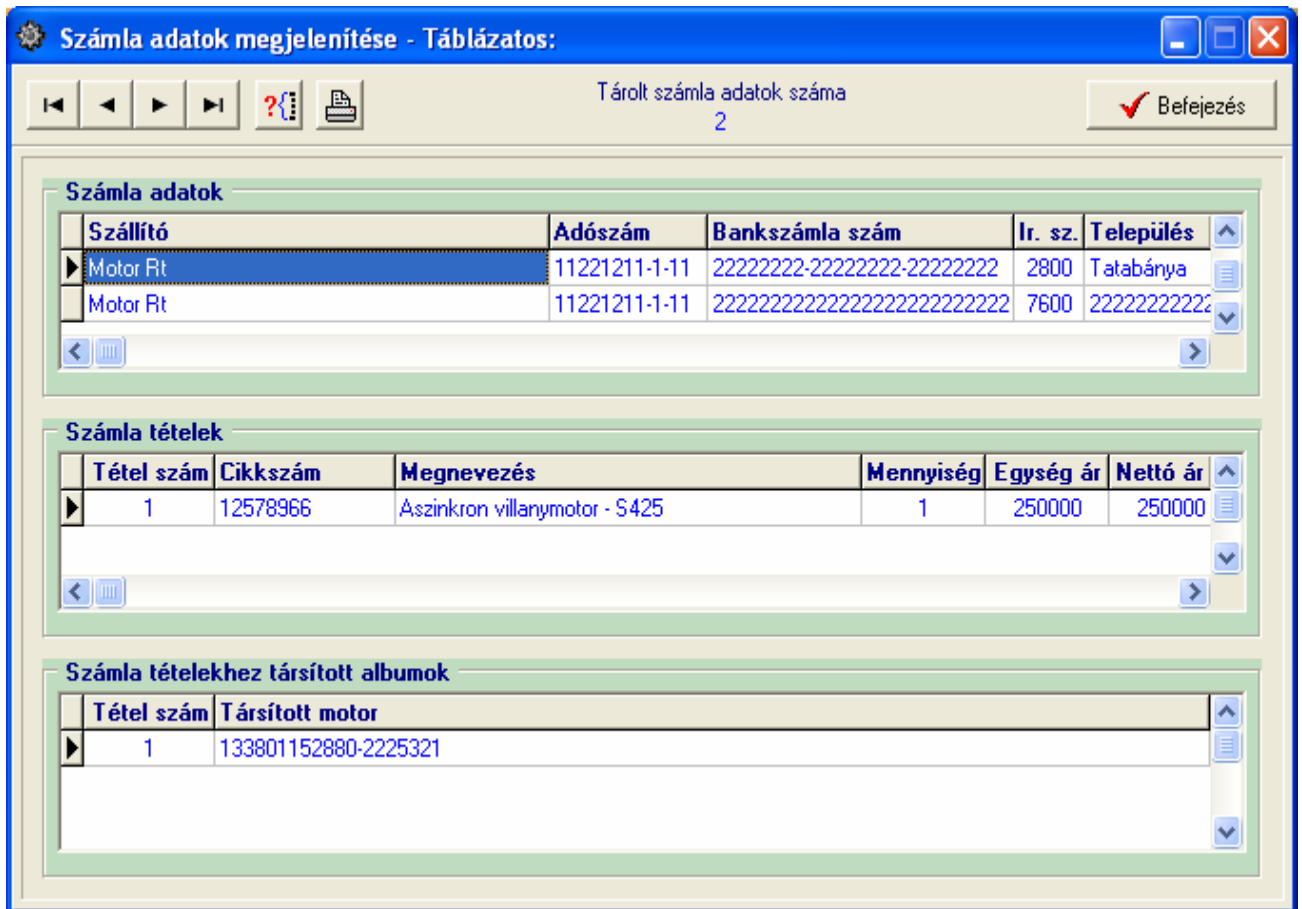 Számla adatok megjelenítése - Táblázatos:
Tárolt számla adatok száma
2
Befejezés
Számla adatok
Szállító Adószám Bankszámla szám Ir. sz. Település
Motor Rt 11221211-1-11 22222222-22222222-22222222 2800 Tatabánya
Motor Rt 11221211-1-11 7600
Számla tételek
Tétel szám Cikkszám Megnevezés Mennyiség Egység ár Nettó ár
1 12578966 Aszinkron villanymotor - S425 1 250000 250000
Számla tételekhez társított albumok
Tétel szám Társított motor
1 133801152880-2225321